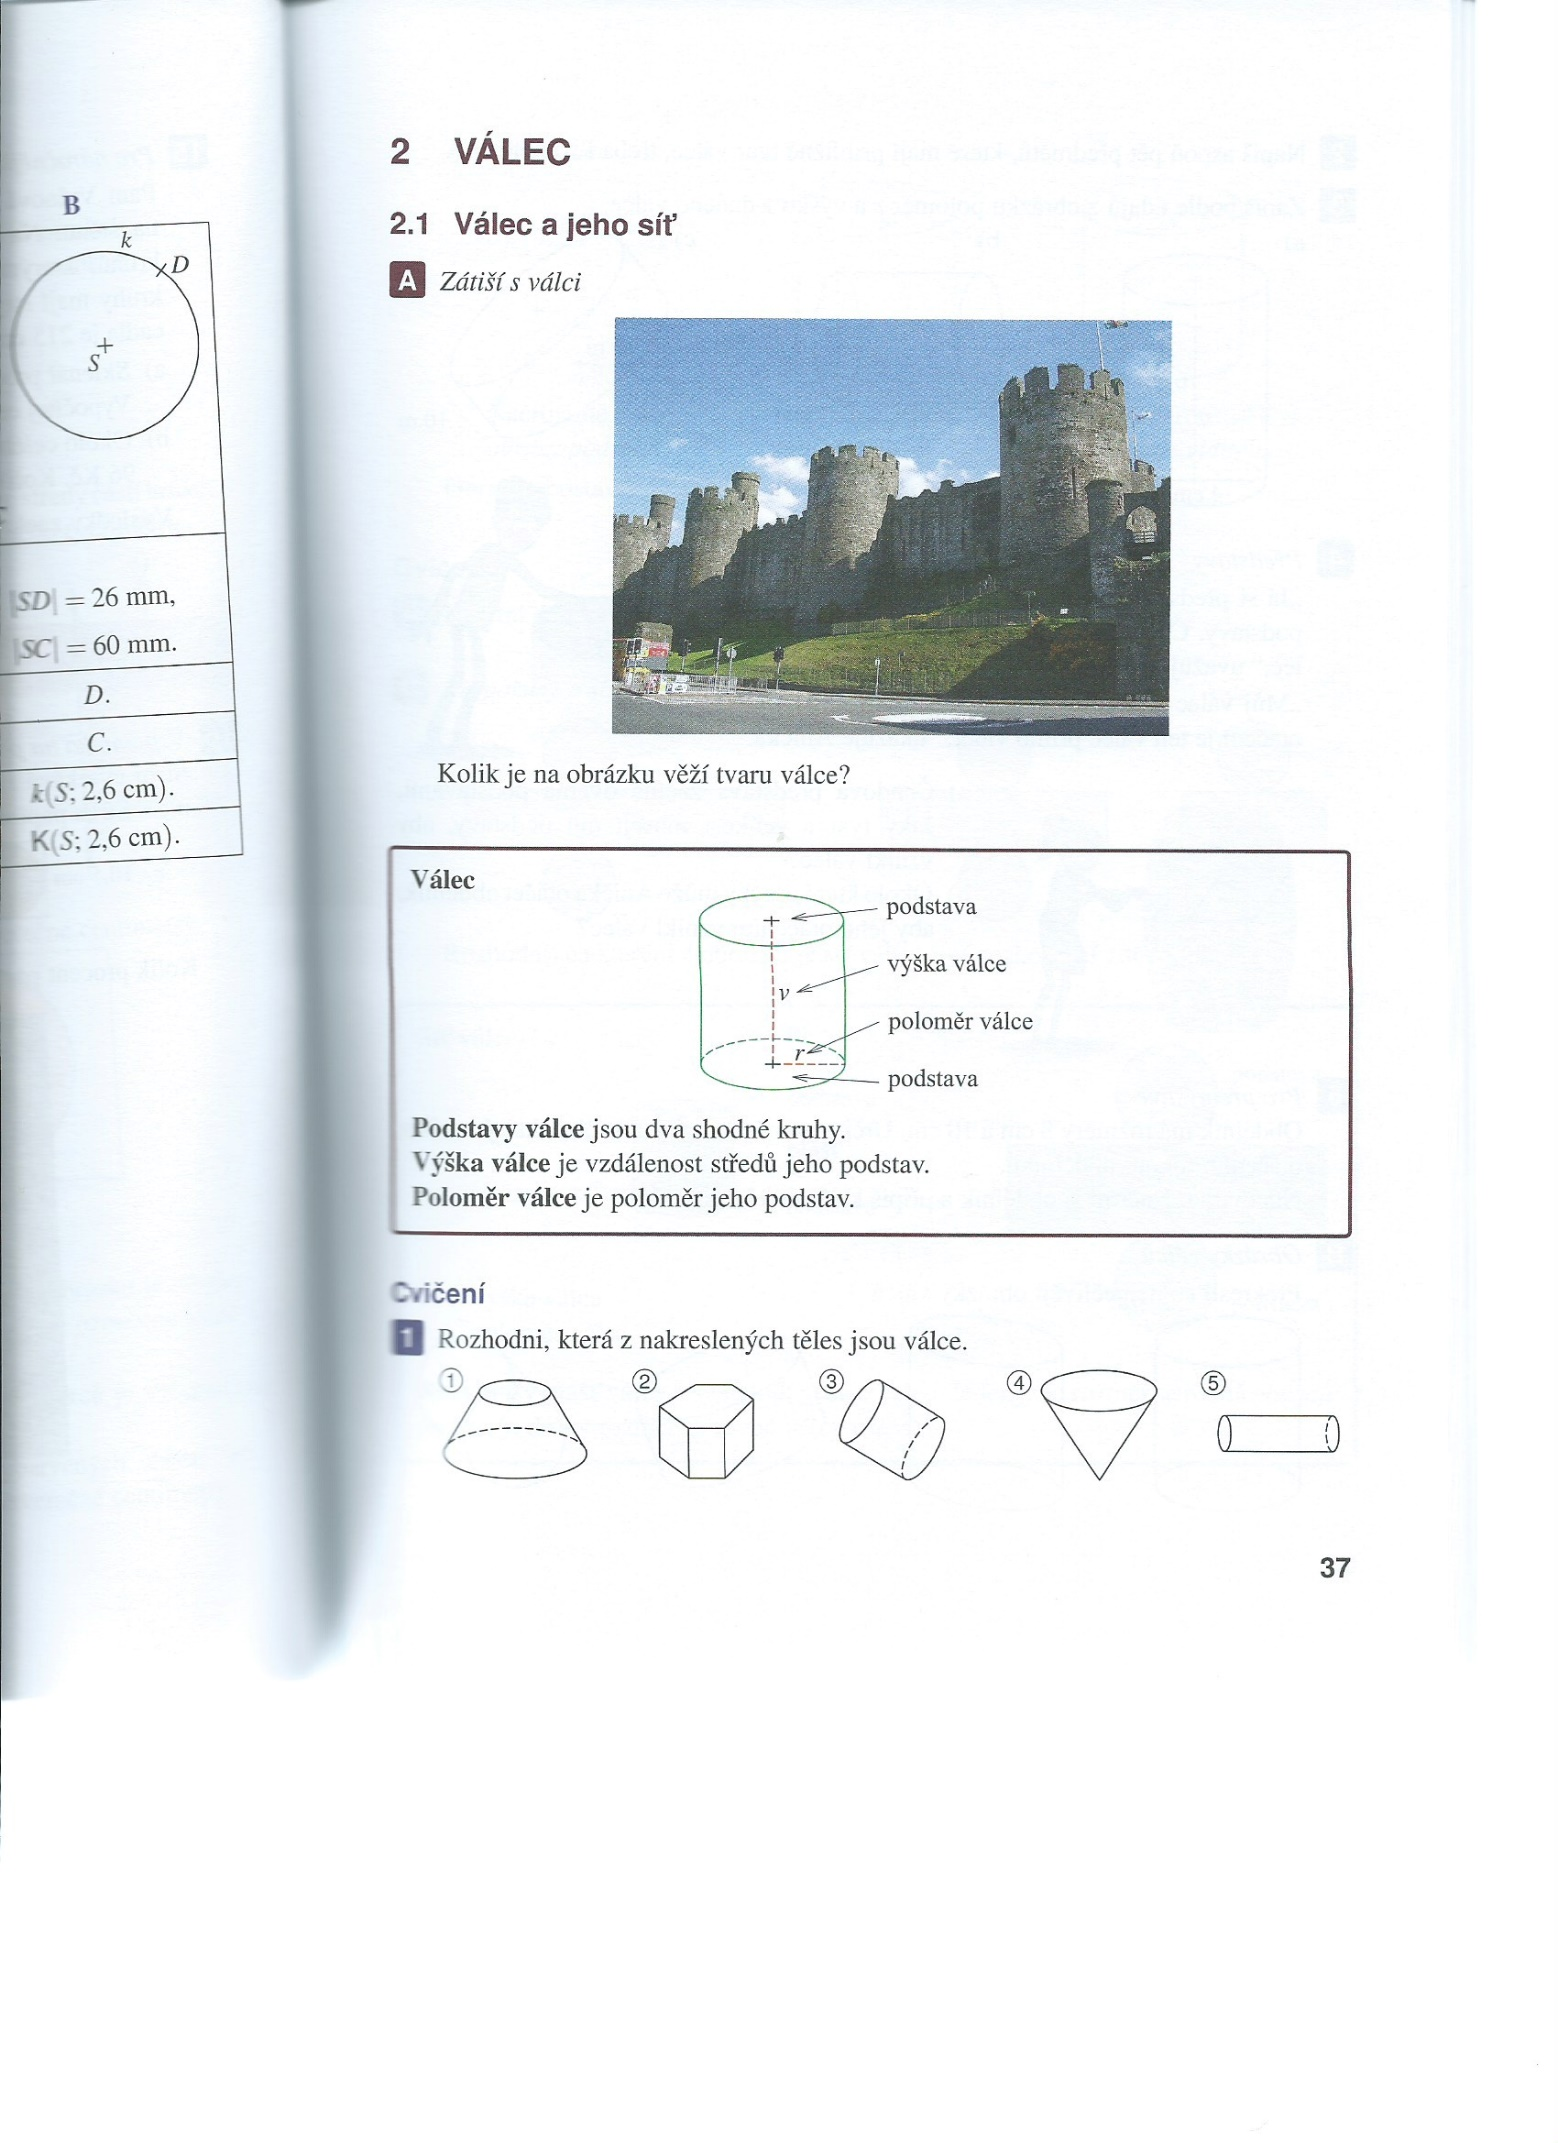 B
k
D
S
|SD| = 26 mm,
|SC| = 60 mm.
D.
C.
k(S; 2,6 cm).
K(S; 2,6 cm).
2 VÁLEC
2.1 Válec a jeho síť
A Zátiší s válci
Kolik je na obrázku věží tvaru válce?
Válec
podstava
výška válce
v
poloměr válce
r
podstava
Podstavy válce jsou dva shodné kruhy.
Výška válce je vzdálenost středů jeho podstav.
Poloměr válce je poloměr jeho podstav.
Cvičení
1 Rozhodni, která z nakreslených těles jsou válce.
① ② ③ ④ ⑤
37